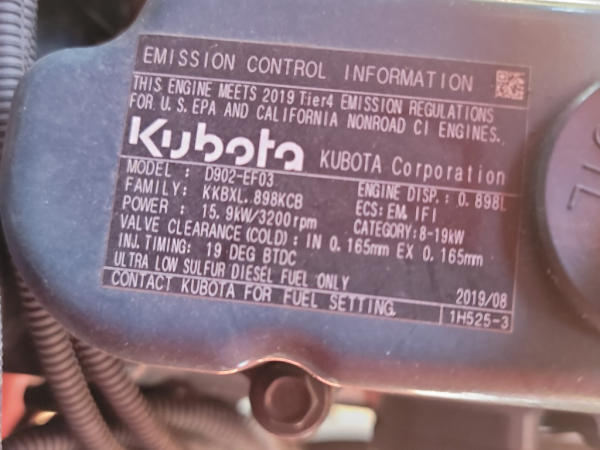 EMISSION CONTROL INFORMATION
THIS ENGINE MEETS 2019 Tier4 EMISSION REGULATIONS
FOR U.S. EPA AND CALIFORNIA NONROAD CI ENGINES.
Kubota KUBOTA Corporation
MODEL : D902-EF03 ENGINE DISP.: 0.898L
FAMILY: KKBXL.898KCB ECS: EM, IFI
POWER : 15.9kW/3200rpm CATEGORY:8-19kW
VALVE CLEARANCE (COLD): IN 0.165mm EX 0.165mm
INJ. TIMING: 19 DEG BTDC
ULTRA LOW SULFUR DIESEL FUEL ONLY 2019/08
CONTACT KUBOTA FOR FUEL SETTING. 1H525-3